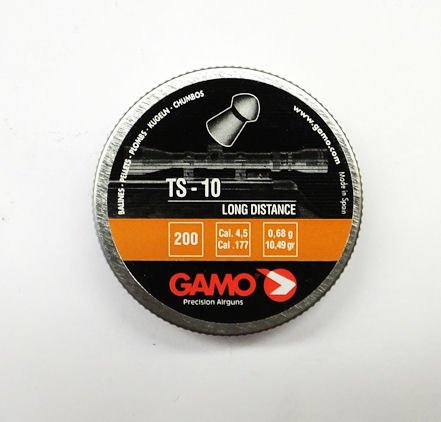 BALINES - PELLETS - PLOMBS - KUGELN - CHUMBOS
www.gamo.com
Made in Spain
TS - 10
LONG DISTANCE
200
Cal. 4,5
Cal .177
0,68 g
10,49 gr
GAMO
Precision Airguns